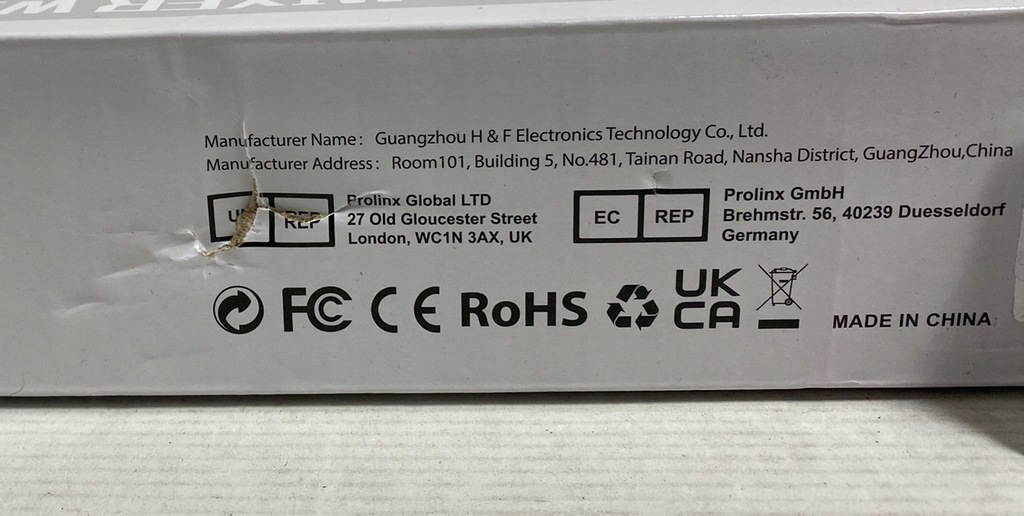 Manufacturer Name: Guangzhou H & F Electronics Technology Co., Ltd.
Manufacturer Address: Room101, Building 5, No.481, Tainan Road, Nansha District, GuangZhou,China
REP
Prolinx Global LTD
27 Old Gloucester Street
London, WC1N 3AX, UK
EC REP
Prolinx GmbH
Brehmstr. 56, 40239 Duesseldorf
Germany
FC CE RoHS UK
CA
MADE IN CHINA